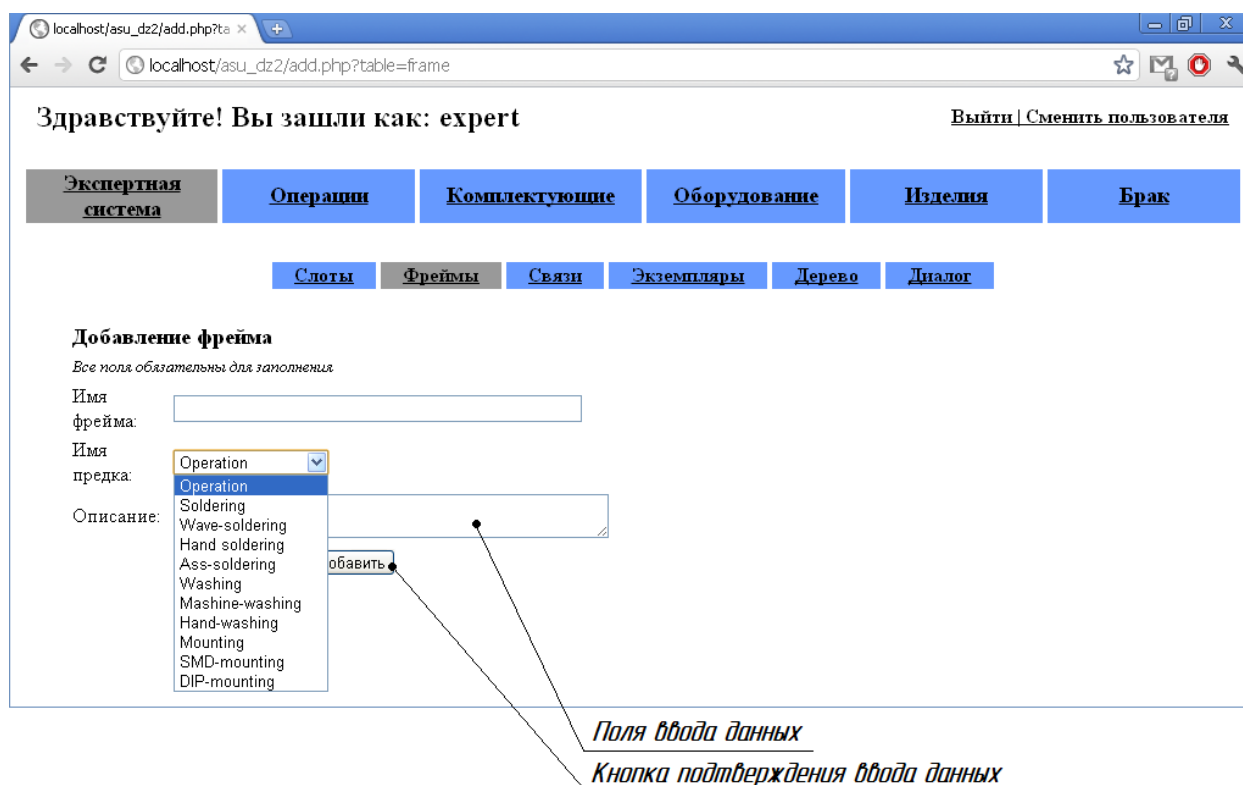 localhost/asu_dz2/add.php?ta
localhost/asu_dz2/add.php?table=frame
Здравствуйте! Вы зашли как: expert
Выйти | Сменить пользователя
Экспертная
система
Операции
Комплектующие
Оборудование
Изделия
Брак
Слоты
Фреймы
Связи
Экземпляры
Дерево
Диалог
Добавление фрейма
Все поля обязательны для заполнения
Имя
фрейма:
Имя
предка:
Operation
Operation
Soldering
Wave-soldering
Hand soldering
Ass-soldering
Washing
Mashine-washing
Hand-washing
Mounting
SMD-mounting
DIP-mounting
Описание:
обавить
Поля ввода данных
Кнопка подтверждения ввода данных